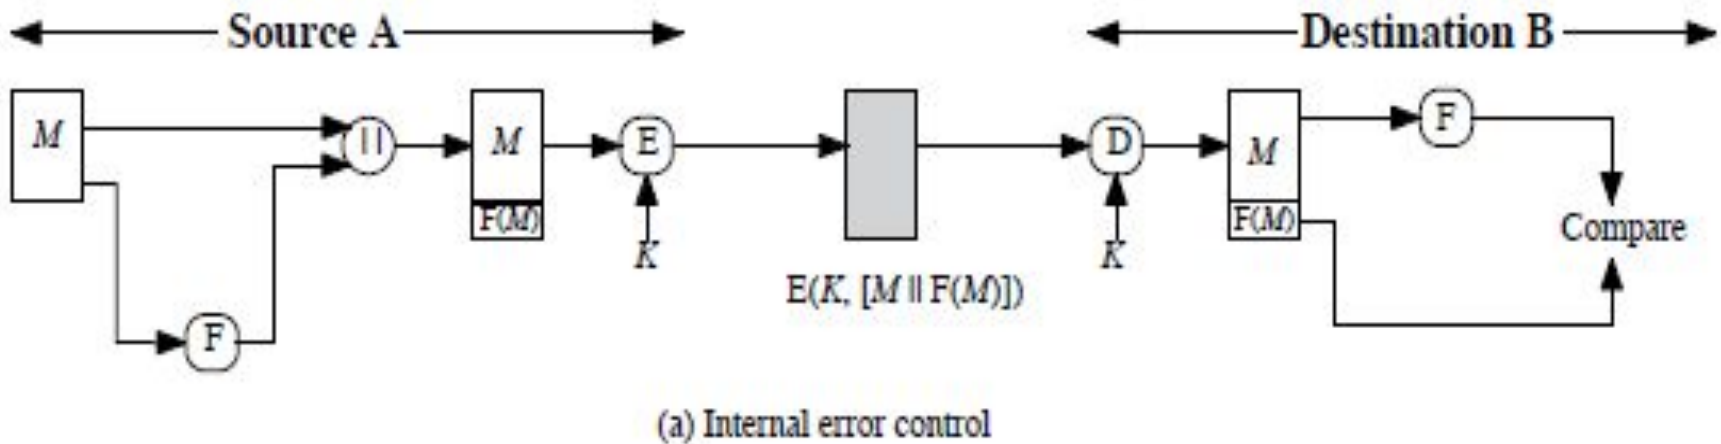 Source A
Destination B
M
||
M
E
D
M
F
F(M)
F(M)
Compare
K
K
E(K, [M || F(M)])
F
(a) Internal error control